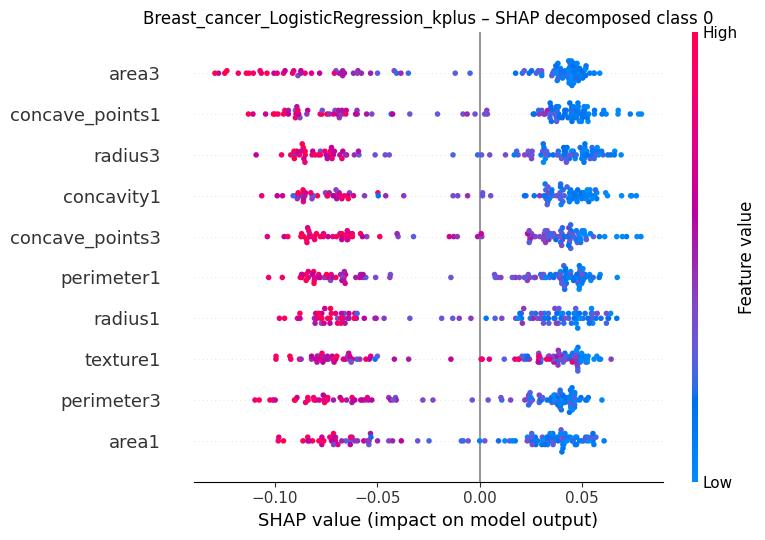 Breast_cancer_LogisticRegression_kplus – SHAP decomposed class 0
High
area3
concave_points1
radius3
concavity1
concave_points3
perimeter1
radius1
texture1
perimeter3
area1
Feature value
Low
−0.10 −0.05 0.00 0.05
SHAP value (impact on model output)